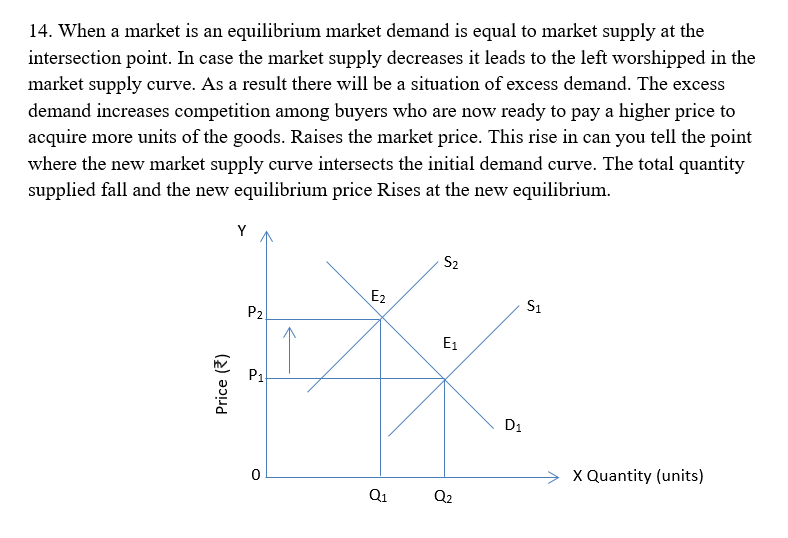 14. When a market is an equilibrium market demand is equal to market supply at the
intersection point. In case the market supply decreases it leads to the left worshipped in the
market supply curve. As a result there will be a situation of excess demand. The excess
demand increases competition among buyers who are now ready to pay a higher price to
acquire more units of the goods. Raises the market price. This rise in can you tell the point
where the new market supply curve intersects the initial demand curve. The total quantity
supplied fall and the new equilibrium price Rises at the new equilibrium.
Y
S2
E2
S1
P2
E1
P1
Price (₹)
D1
0
X Quantity (units)
Q1
Q2